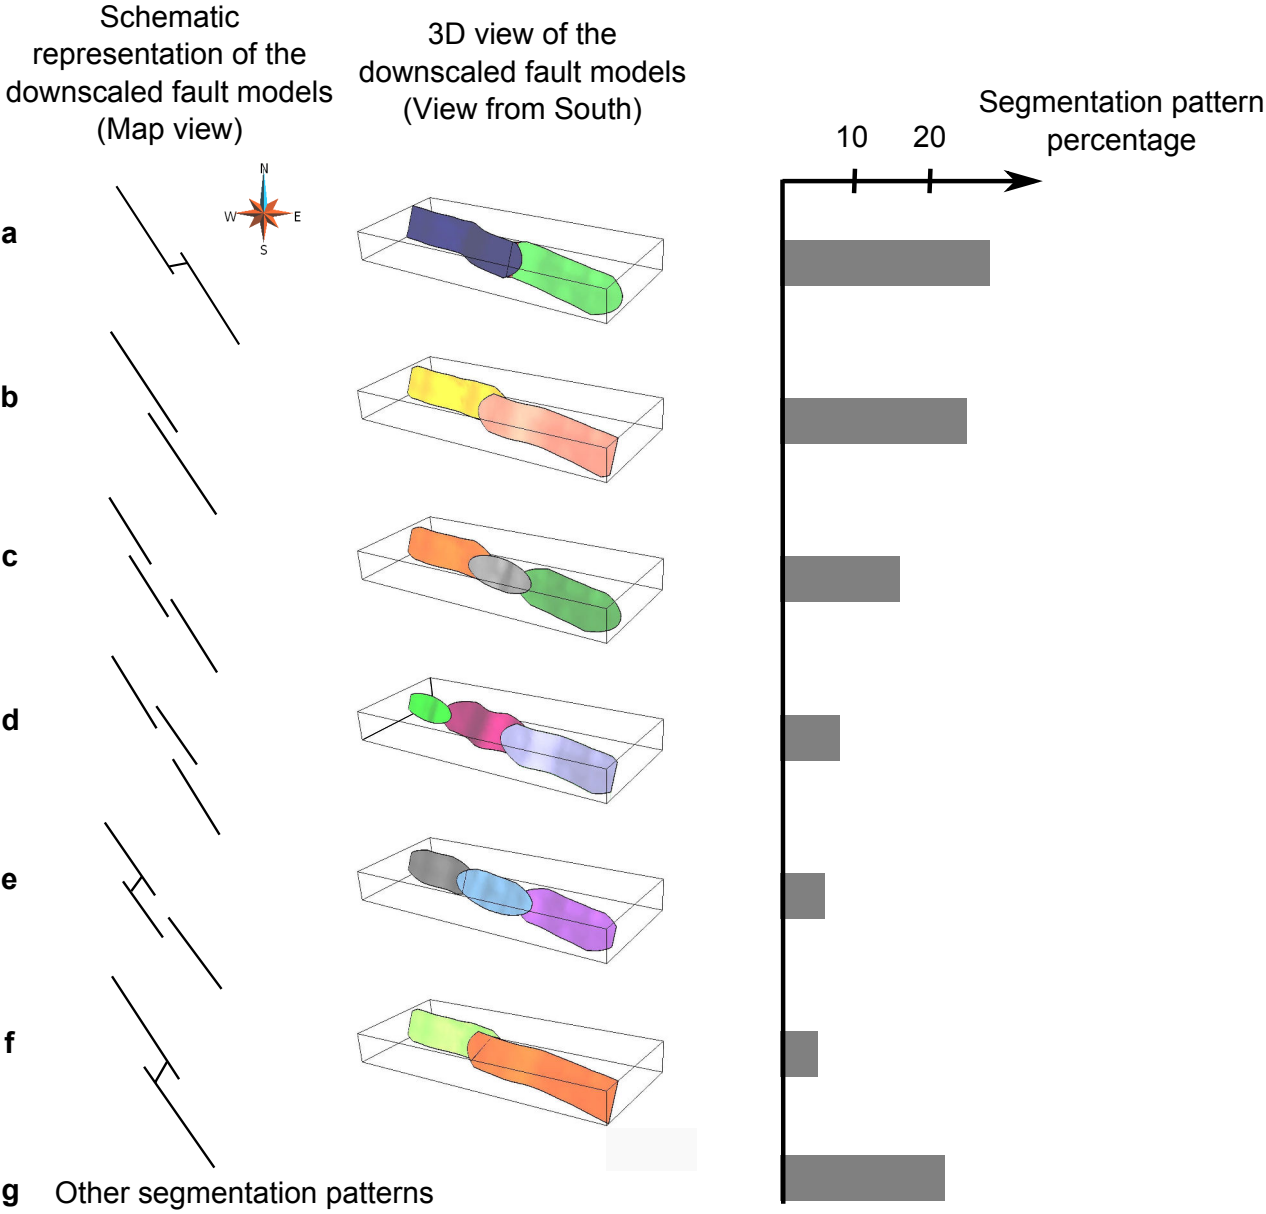 Schematic
representation of the
downscaled fault models
(Map view)
3D view of the
downscaled fault models
(View from South)
Segmentation pattern
percentage
10 20
N
W E
S
a
b
c
d
e
f
g Other segmentation patterns